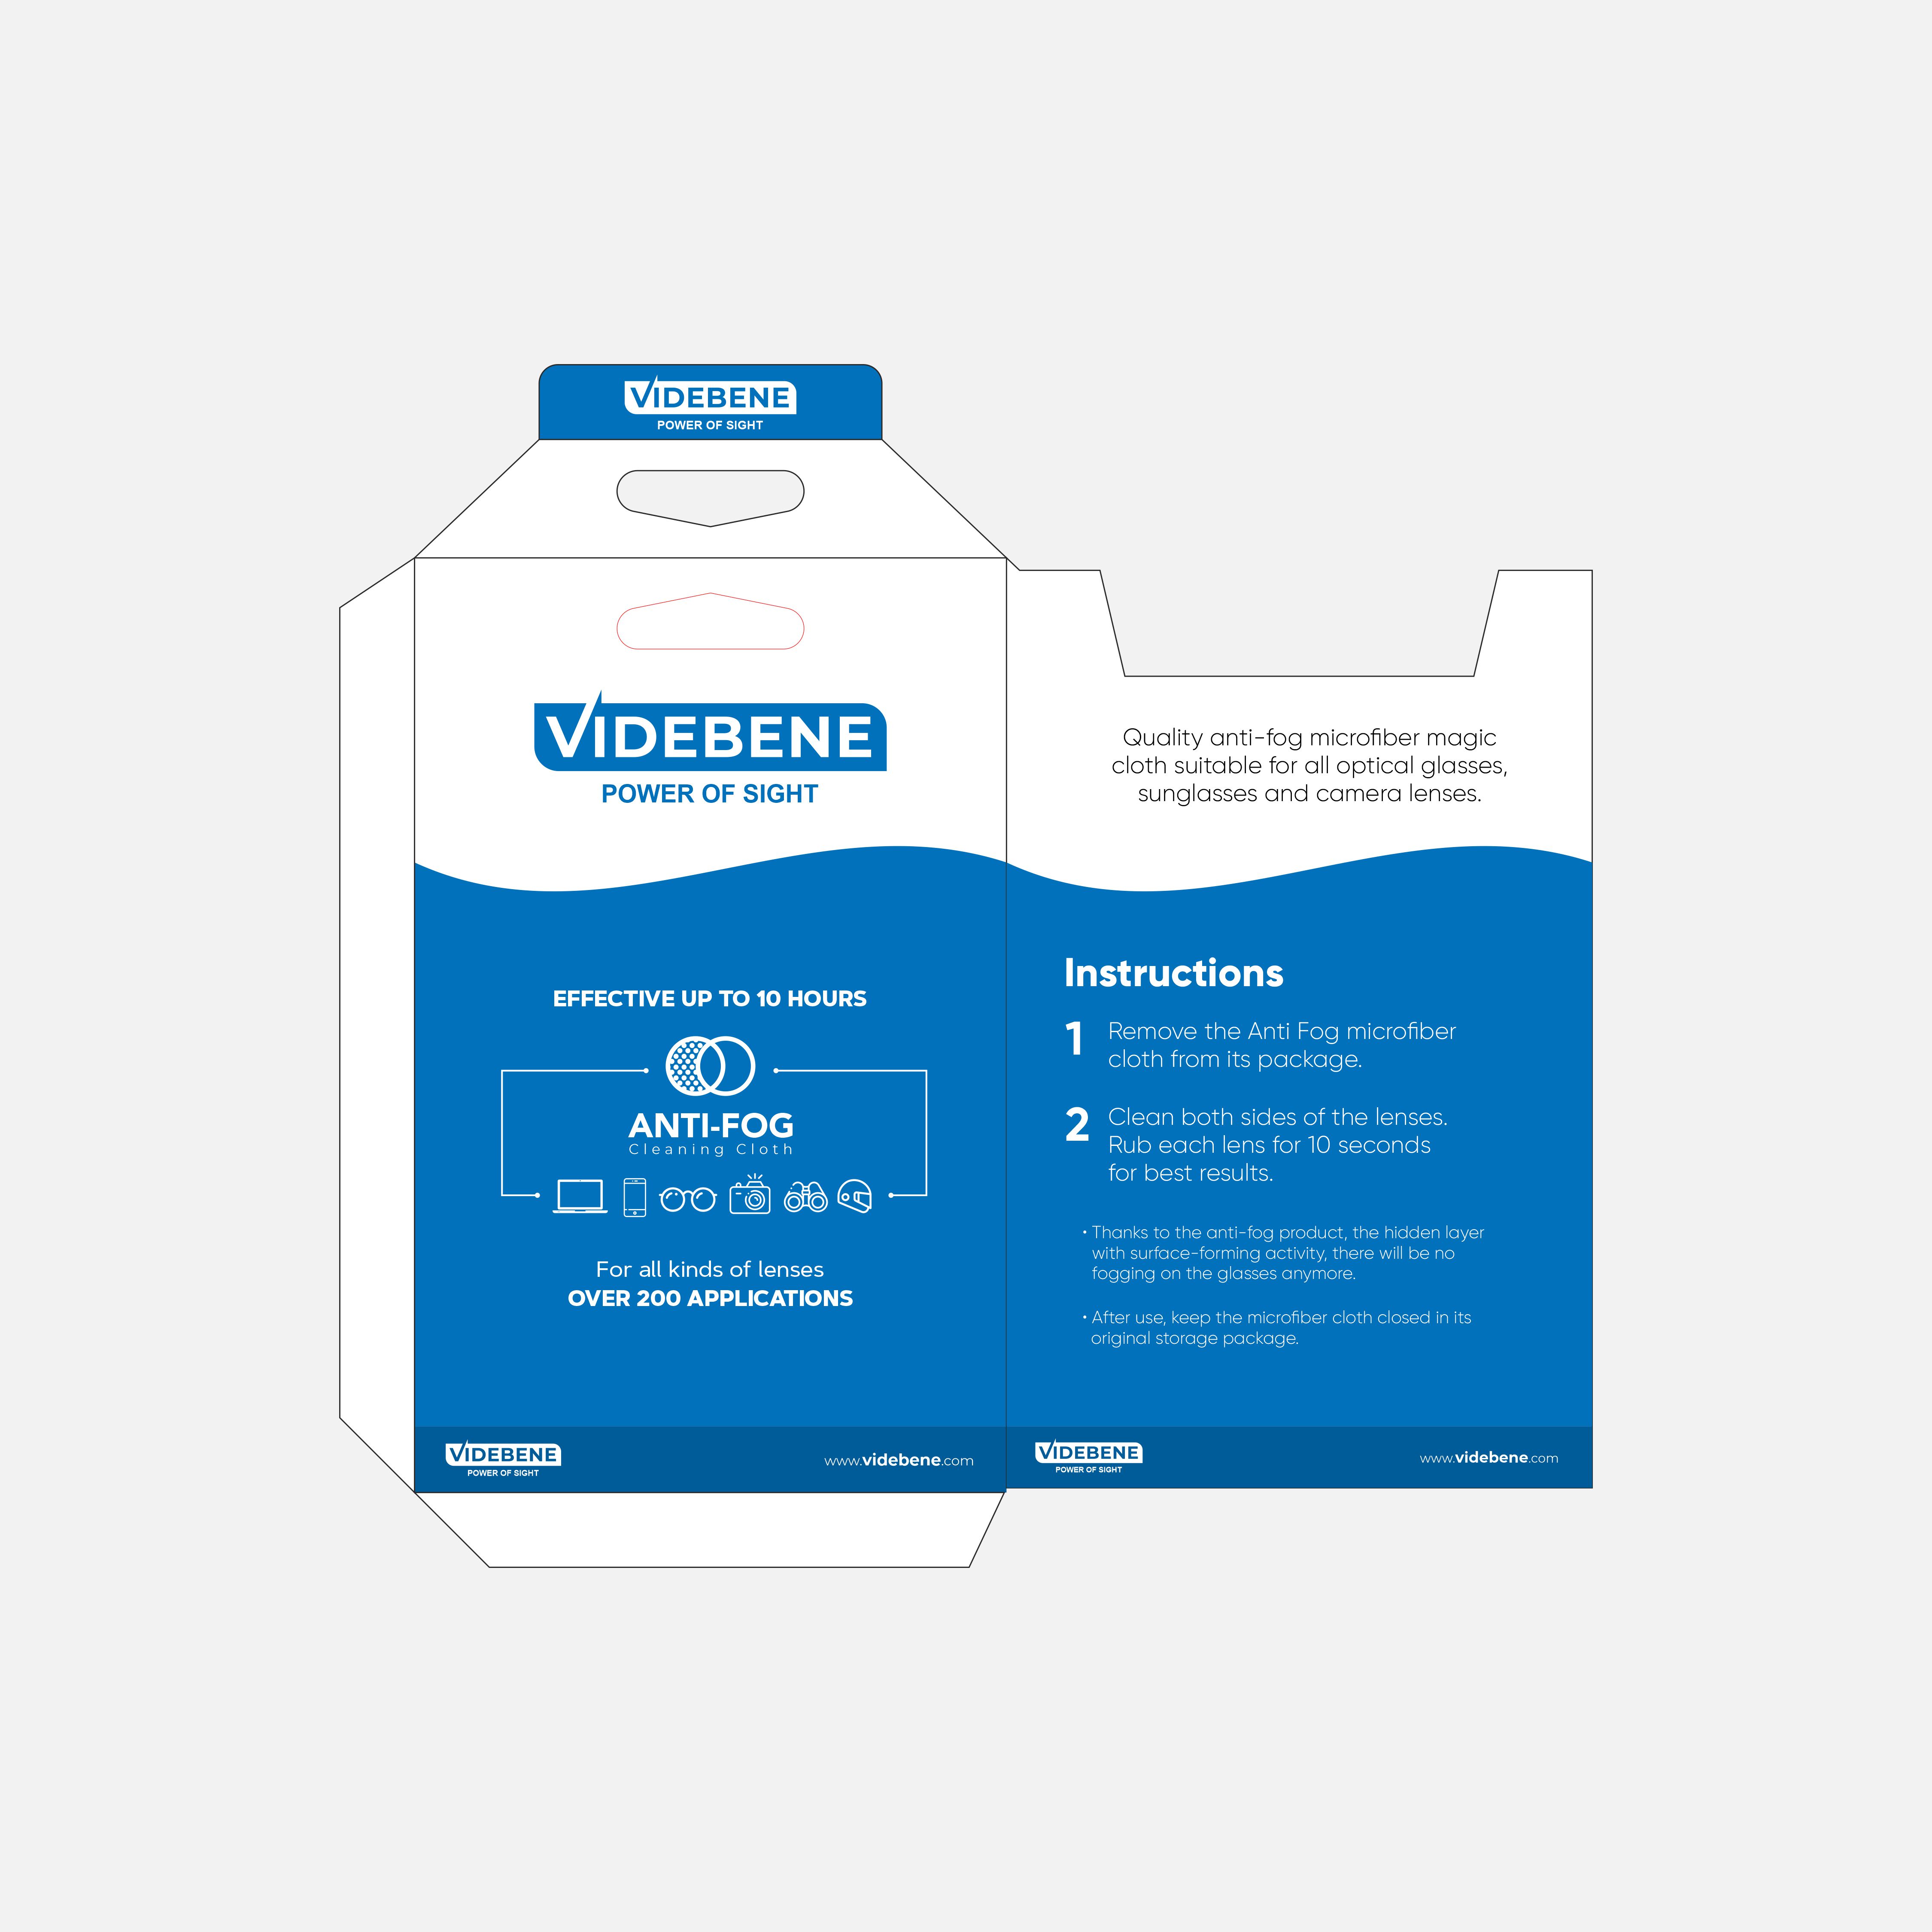 VIDEBENE
POWER OF SIGHT
VIDEBENE
POWER OF SIGHT
EFFECTIVE UP TO 10 HOURS
ANTI-FOG
Cleaning Cloth
For all kinds of lenses
OVER 200 APPLICATIONS
VIDEBENE
POWER OF SIGHT
www.videbene.com
Quality anti-fog microfiber magic
cloth suitable for all optical glasses,
sunglasses and camera lenses.
Instructions
1 Remove the Anti Fog microfiber
cloth from its package.
2 Clean both sides of the lenses.
Rub each lens for 10 seconds
for best results.
• Thanks to the anti-fog product, the hidden layer
with surface-forming activity, there will be no
fogging on the glasses anymore.
• After use, keep the microfiber cloth closed in its
original storage package.
VIDEBENE
POWER OF SIGHT
www.videbene.com